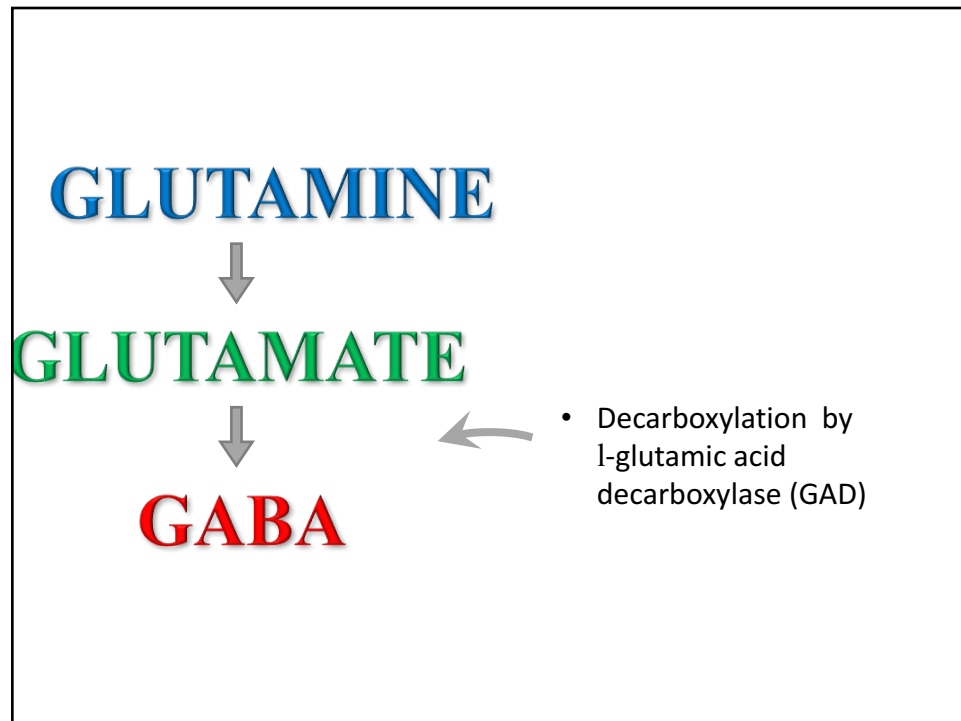 GLUTAMINE
GLUTAMATE
• Decarboxylation by
l-glutamic acid
decarboxylase (GAD)
GABA